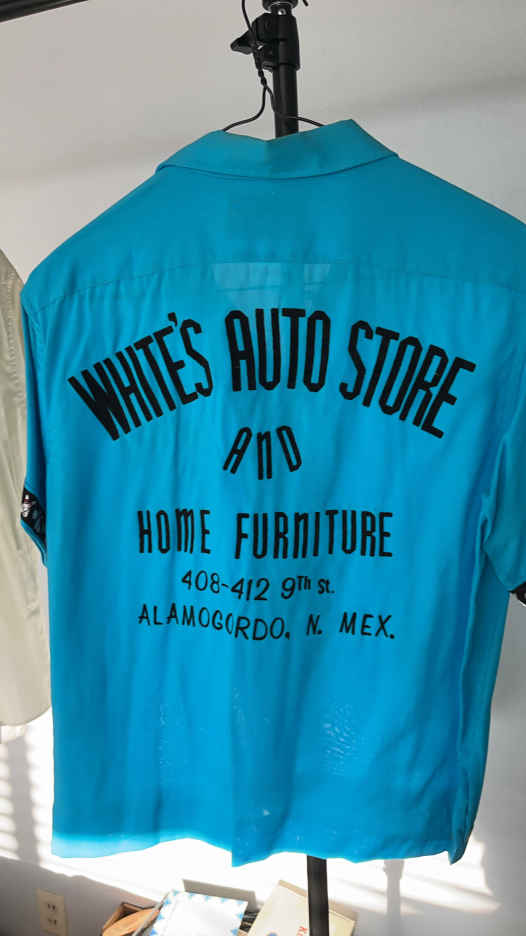 WHITE'S AUTO STORE
AND
HOME FURNITURE
408-412 9Th St.
ALAMOGORDO, N. MEX.